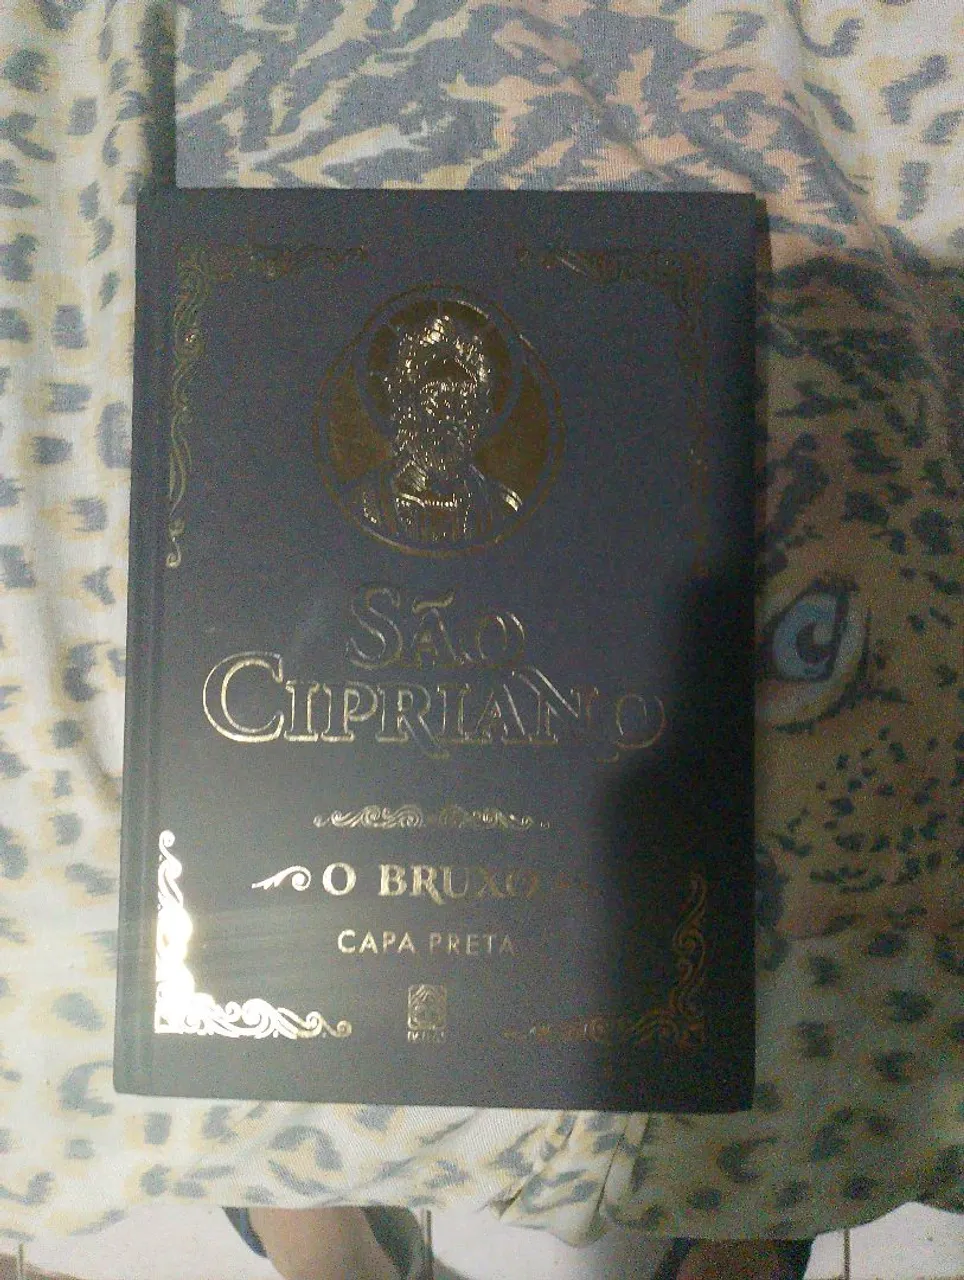 SÃO
CIPRIANO
O BRUXO
CAPA PRETA